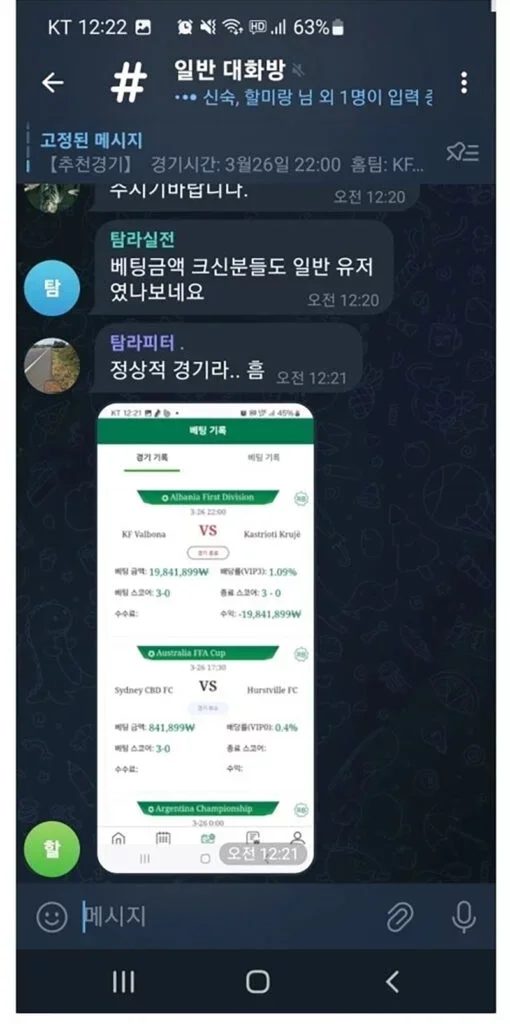 KT 12:22 HD 63%
#
일반 대화방
••• 신숙, 할미랑 님 외 1명이 입력 중
고정된 메시지
【추천경기】 경기시간: 3월26일 22:00 홈팀: KF...
주시기바랍니다.
오전 12:20
탐라실전
탐
베팅금액 크신분들도 일반 유저
였나보네요
오전 12:20
탐라피터 .
정상적 경기라.. 흠
오전 12:21
KT 12:21 45%
베팅 기록
경기 기록 베팅 기록
Albania First Division
3-26 22:00
KF Valbona VS Kastrioti Krujë
경기 종료
베팅 금액: 19,841,899₩ 배당률(VIP3): 1.09%
베팅 스코어: 3-0 종료 스코어: 3 - 0
수수료: 수익: -19,841,899₩
Australia FFA Cup
3-26 17:30
Sydney CBD FC VS Hurstville FC
경기 취소
베팅 금액: 841,899₩ 배당률(VIP0): 0.4%
베팅 스코어: 3-0 종료 스코어:
수수료: 수익:
Argentina Championship
3-26 0:00
할
오전 12:21
메시지